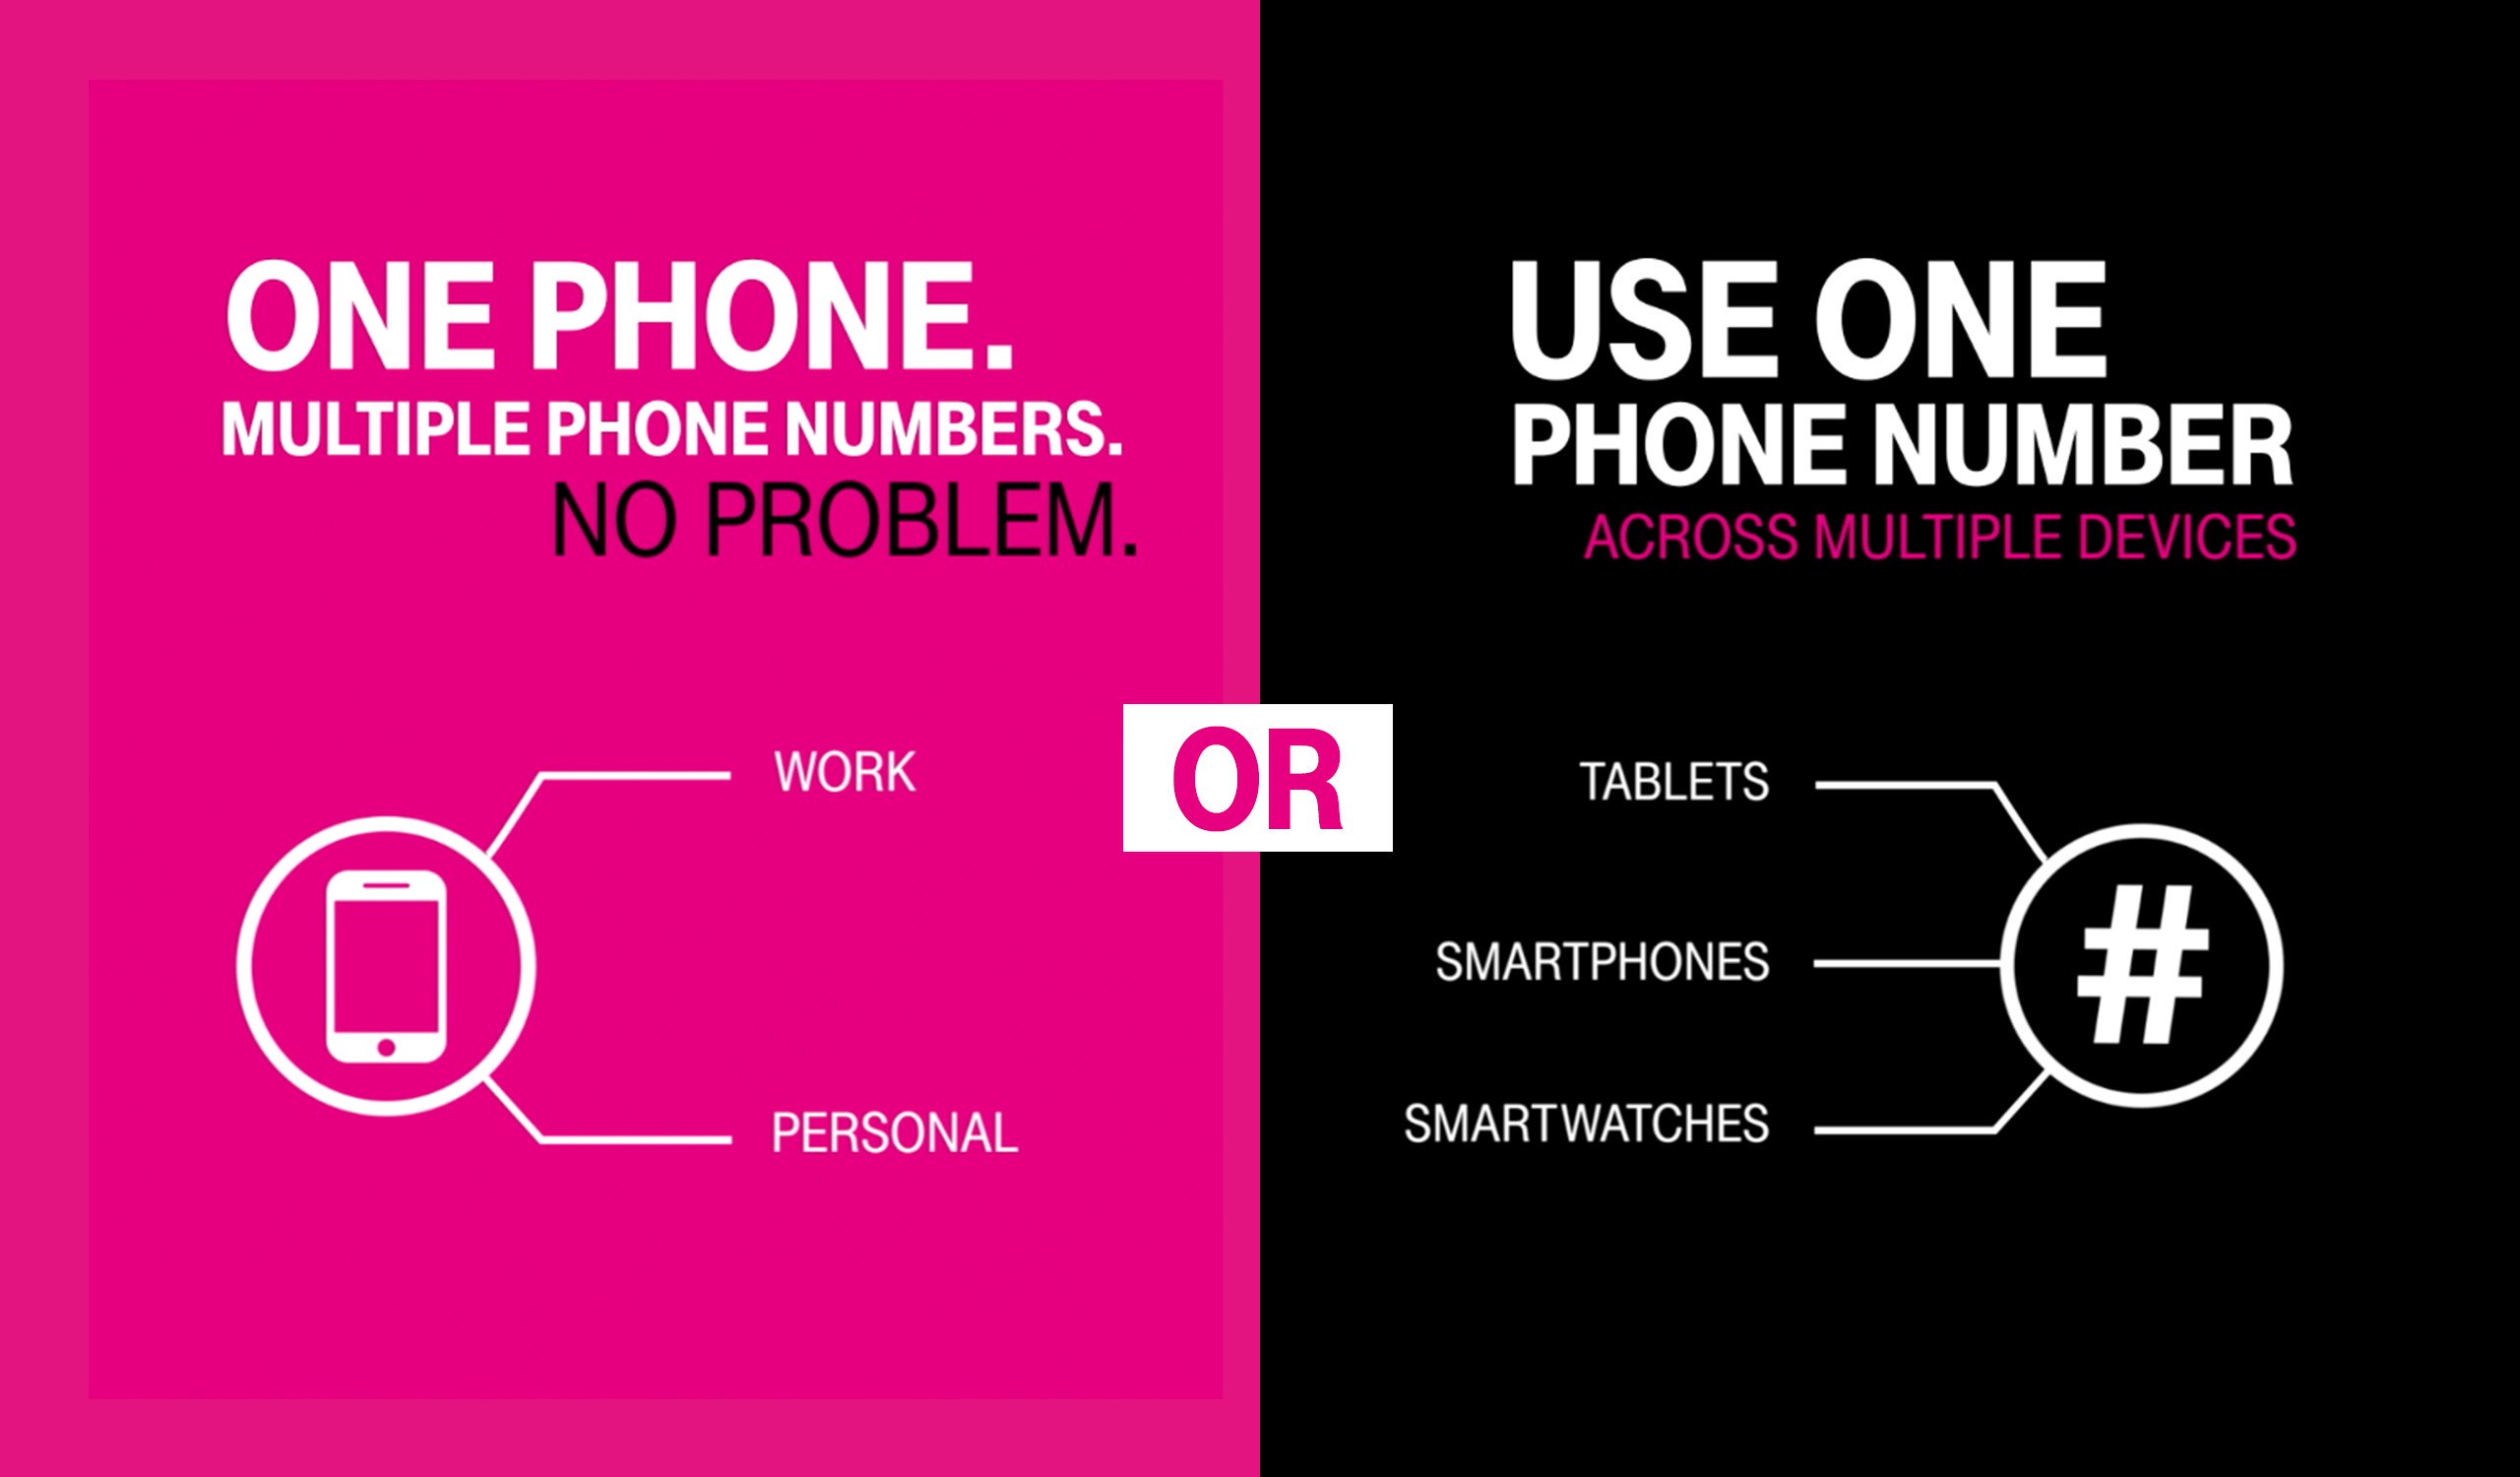 ONE PHONE.
MULTIPLE PHONE NUMBERS.
NO PROBLEM.
WORK
PERSONAL
OR
USE ONE
PHONE NUMBER
ACROSS MULTIPLE DEVICES
TABLETS
SMARTPHONES
SMARTWATCHES
#